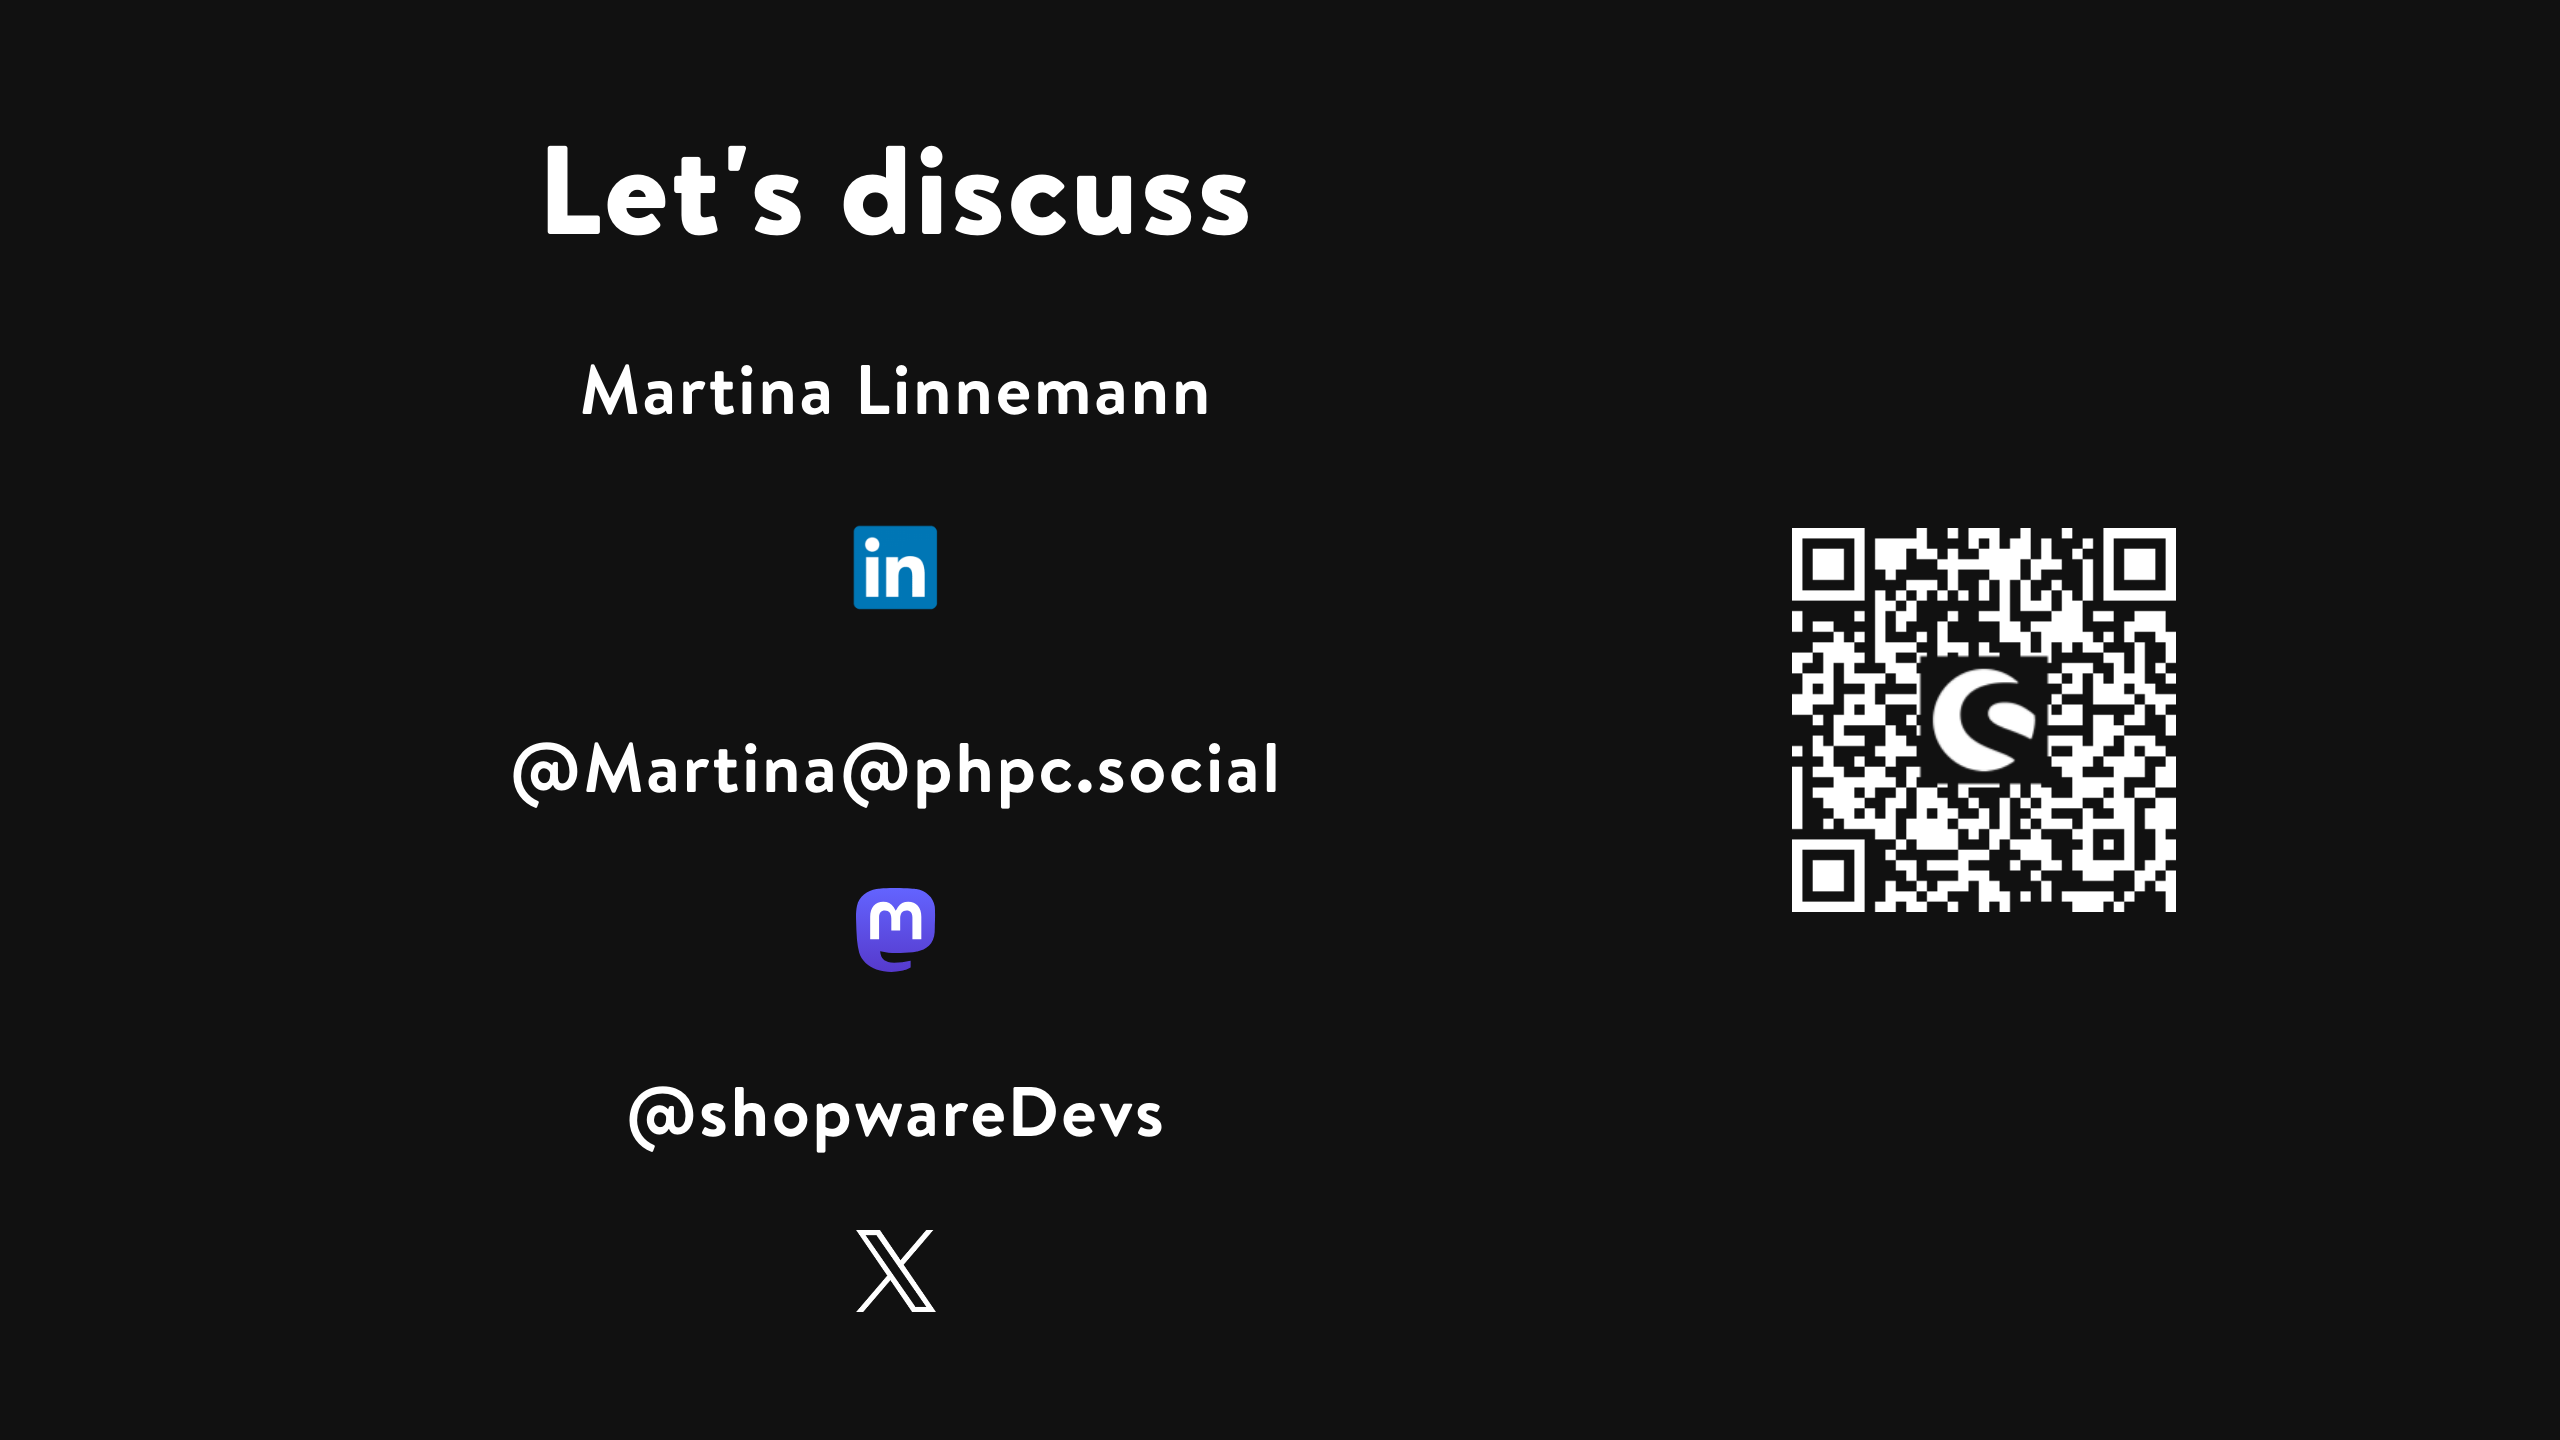 Let's discuss
Martina Linnemann
in
@Martina@phpc.social
m
@shopwareDevs
X